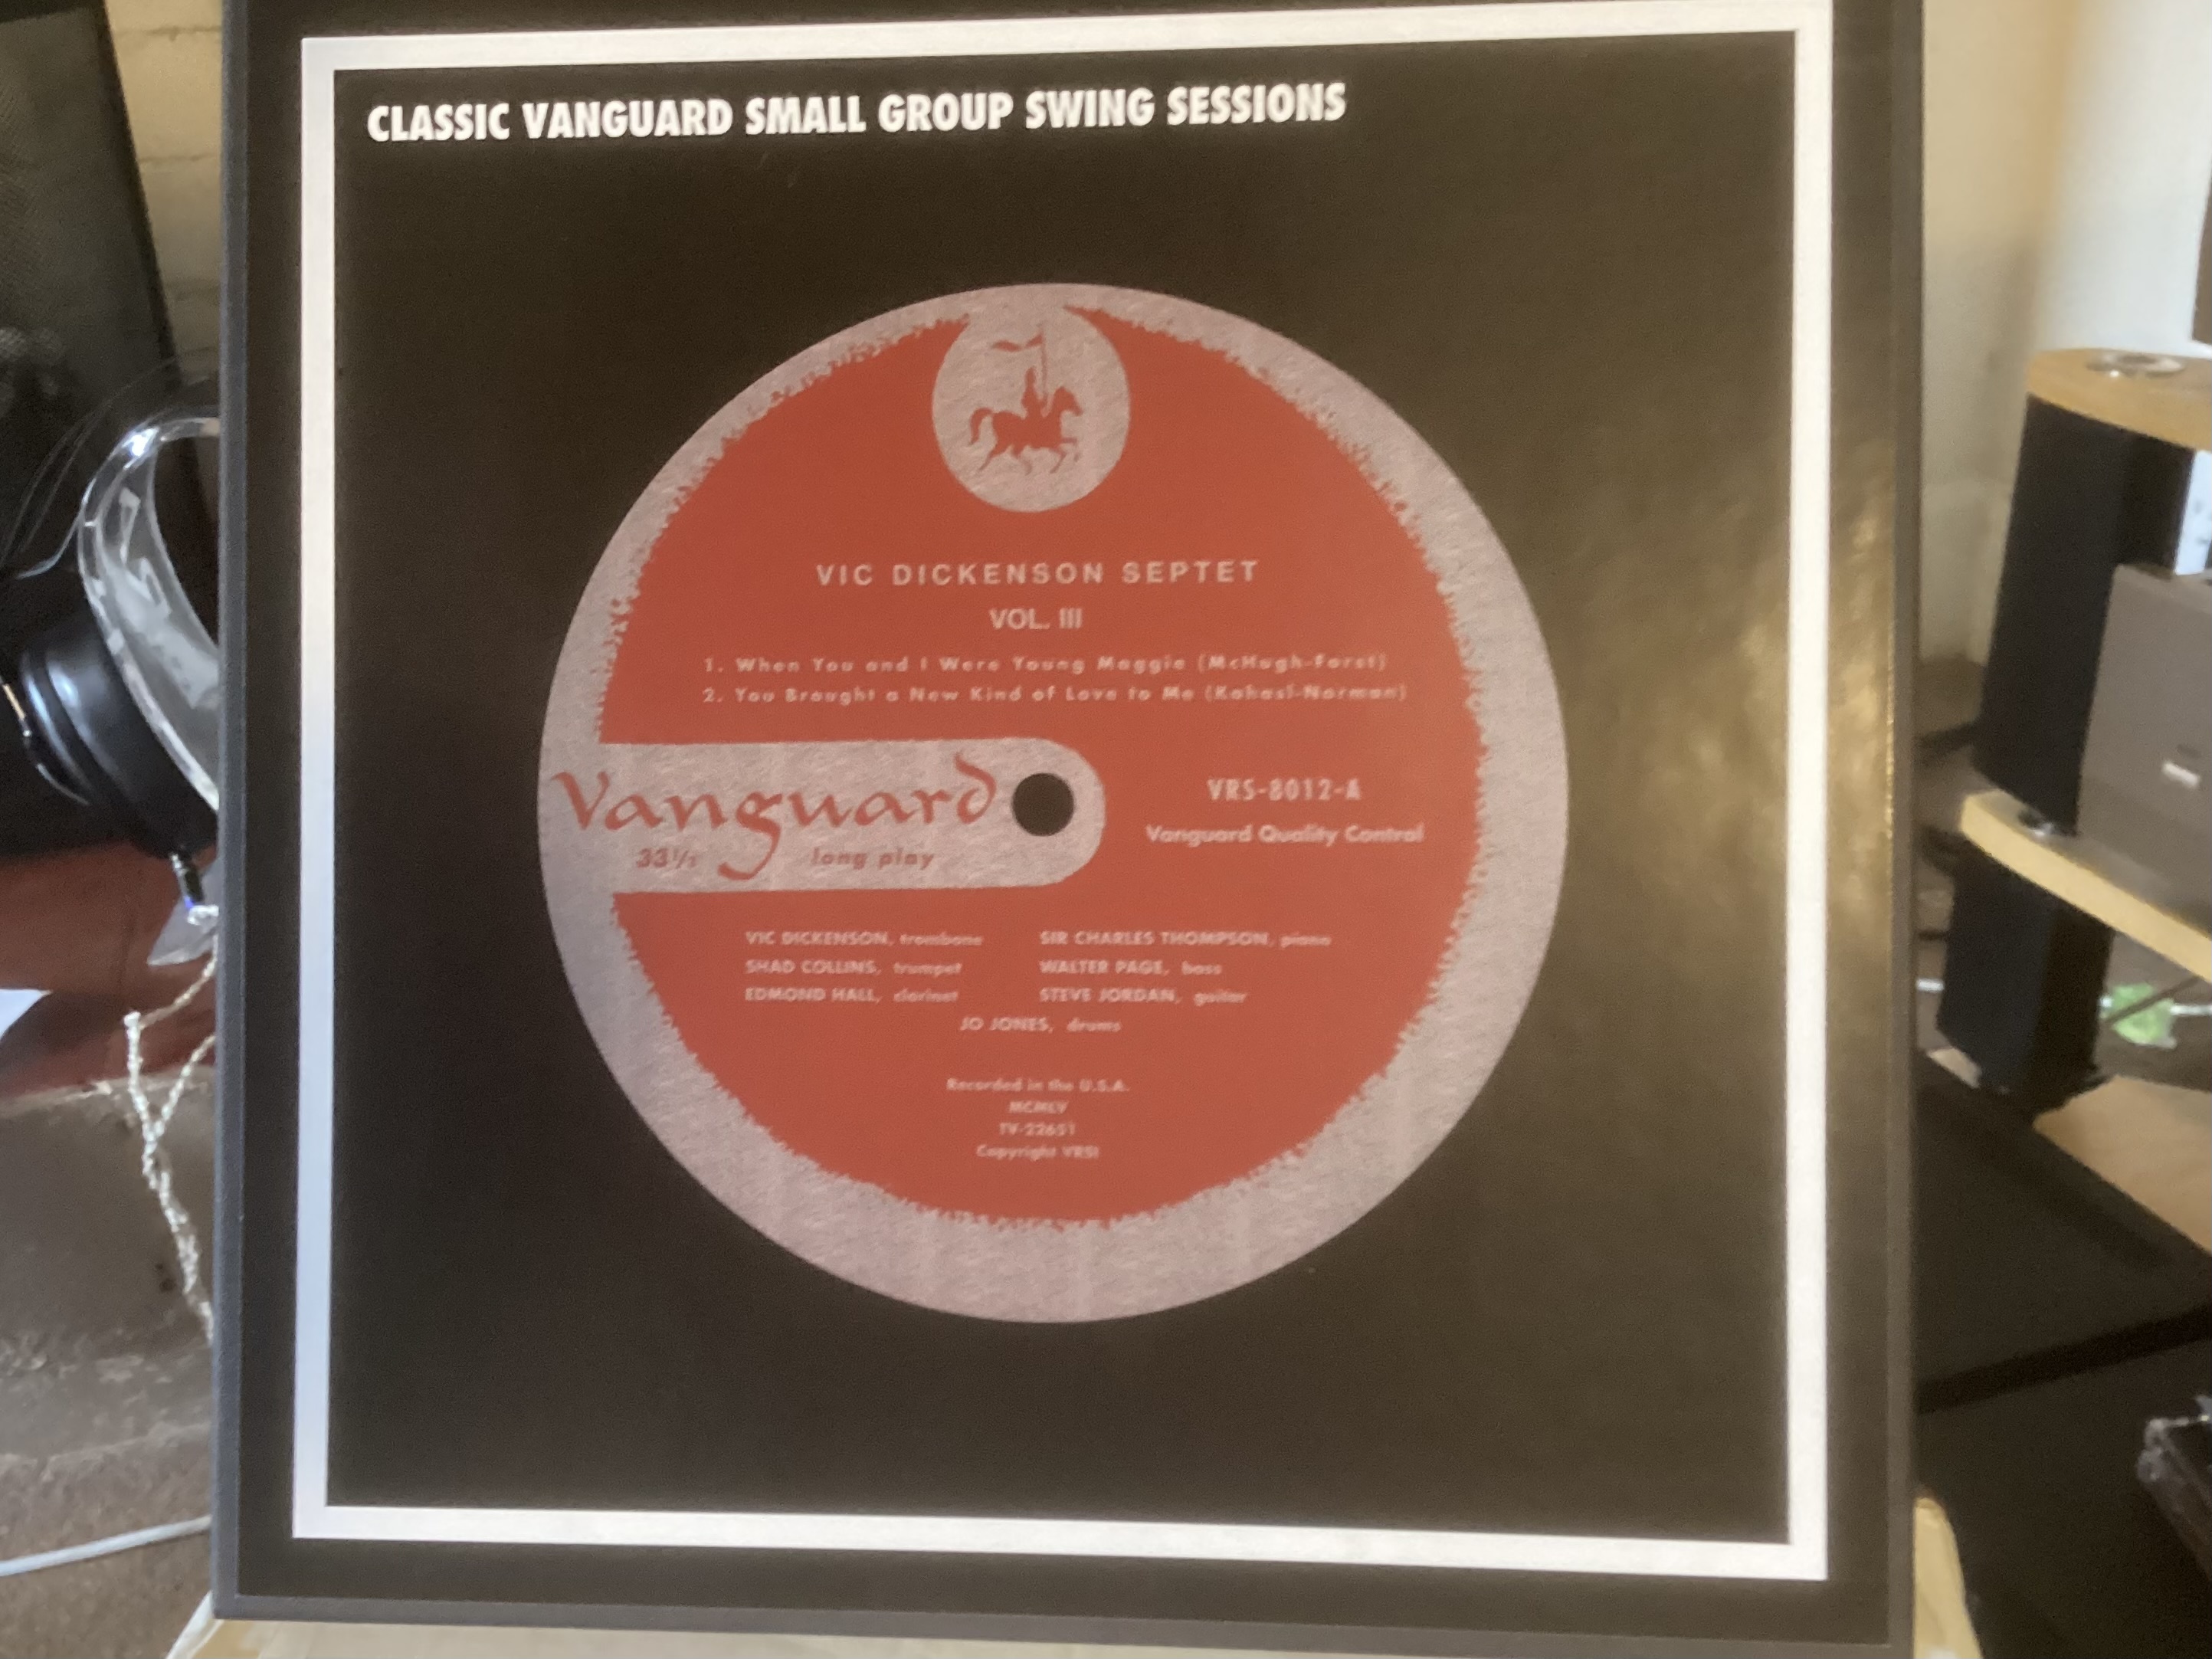 CLASSIC VANGUARD SMALL GROUP SWING SESSIONS
VIC DICKENSON SEPTET
VOL. III
1. When You and I Were Young Maggie (McHugh-Forst)
2. You Brought a New Kind of Love to Me (Kahasl-Norman)
Vanguard
33⅓ long play
VRS-8012-A
Vanguard Quality Control
VIC DICKENSON, trombone
SHAD COLLINS, trumpet
EDMOND HALL, clarinet
SIR CHARLES THOMPSON, piano
WALTER PAGE, bass
STEVE JORDAN, guitar
JO JONES, drums
Recorded in the U.S.A.
MCMLV
TV-22651
Copyright VRSI